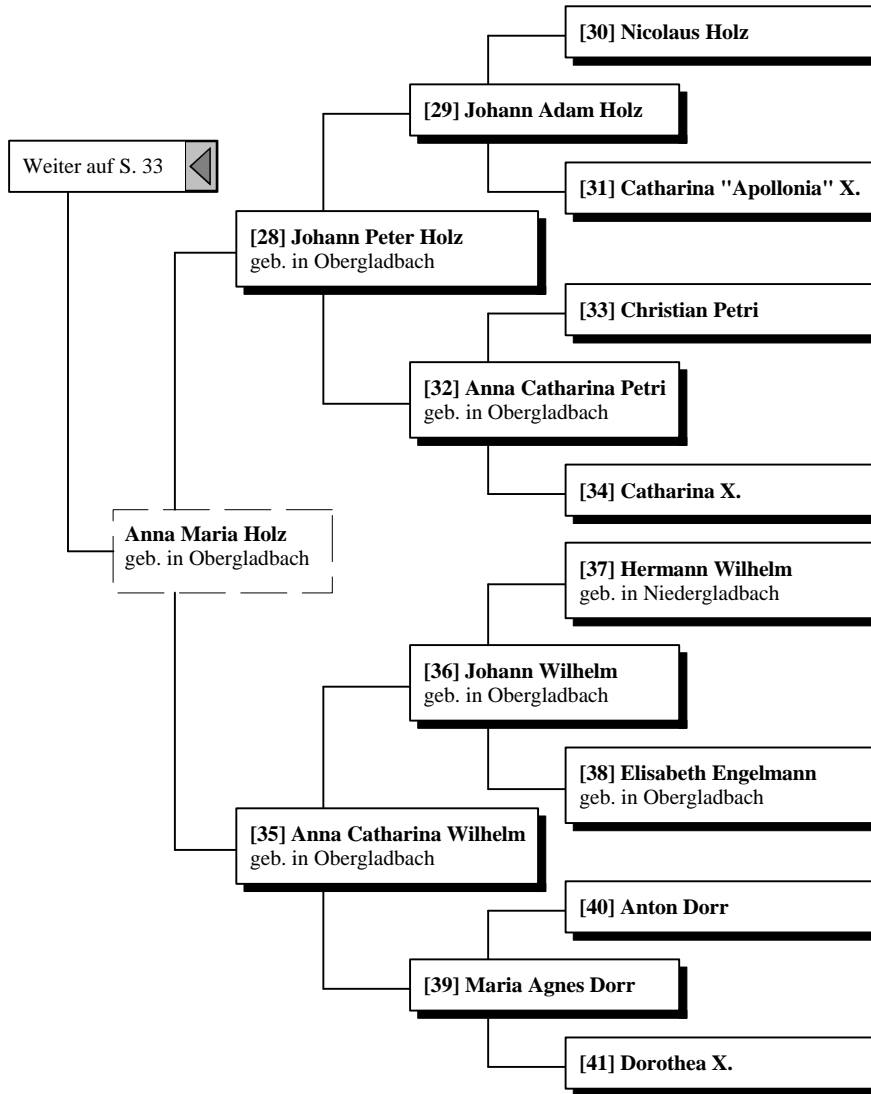 [30] Nicolaus Holz
[29] Johann Adam Holz
Weiter auf S. 33
[31] Catharina "Apollonia" X.
[28] Johann Peter Holz
geb. in Obergladbach
[33] Christian Petri
[32] Anna Catharina Petri
geb. in Obergladbach
[34] Catharina X.
Anna Maria Holz
geb. in Obergladbach
[37] Hermann Wilhelm
geb. in Niedergladbach
[36] Johann Wilhelm
geb. in Obergladbach
[38] Elisabeth Engelmann
geb. in Obergladbach
[35] Anna Catharina Wilhelm
geb. in Obergladbach
[40] Anton Dorr
[39] Maria Agnes Dorr
[41] Dorothea X.